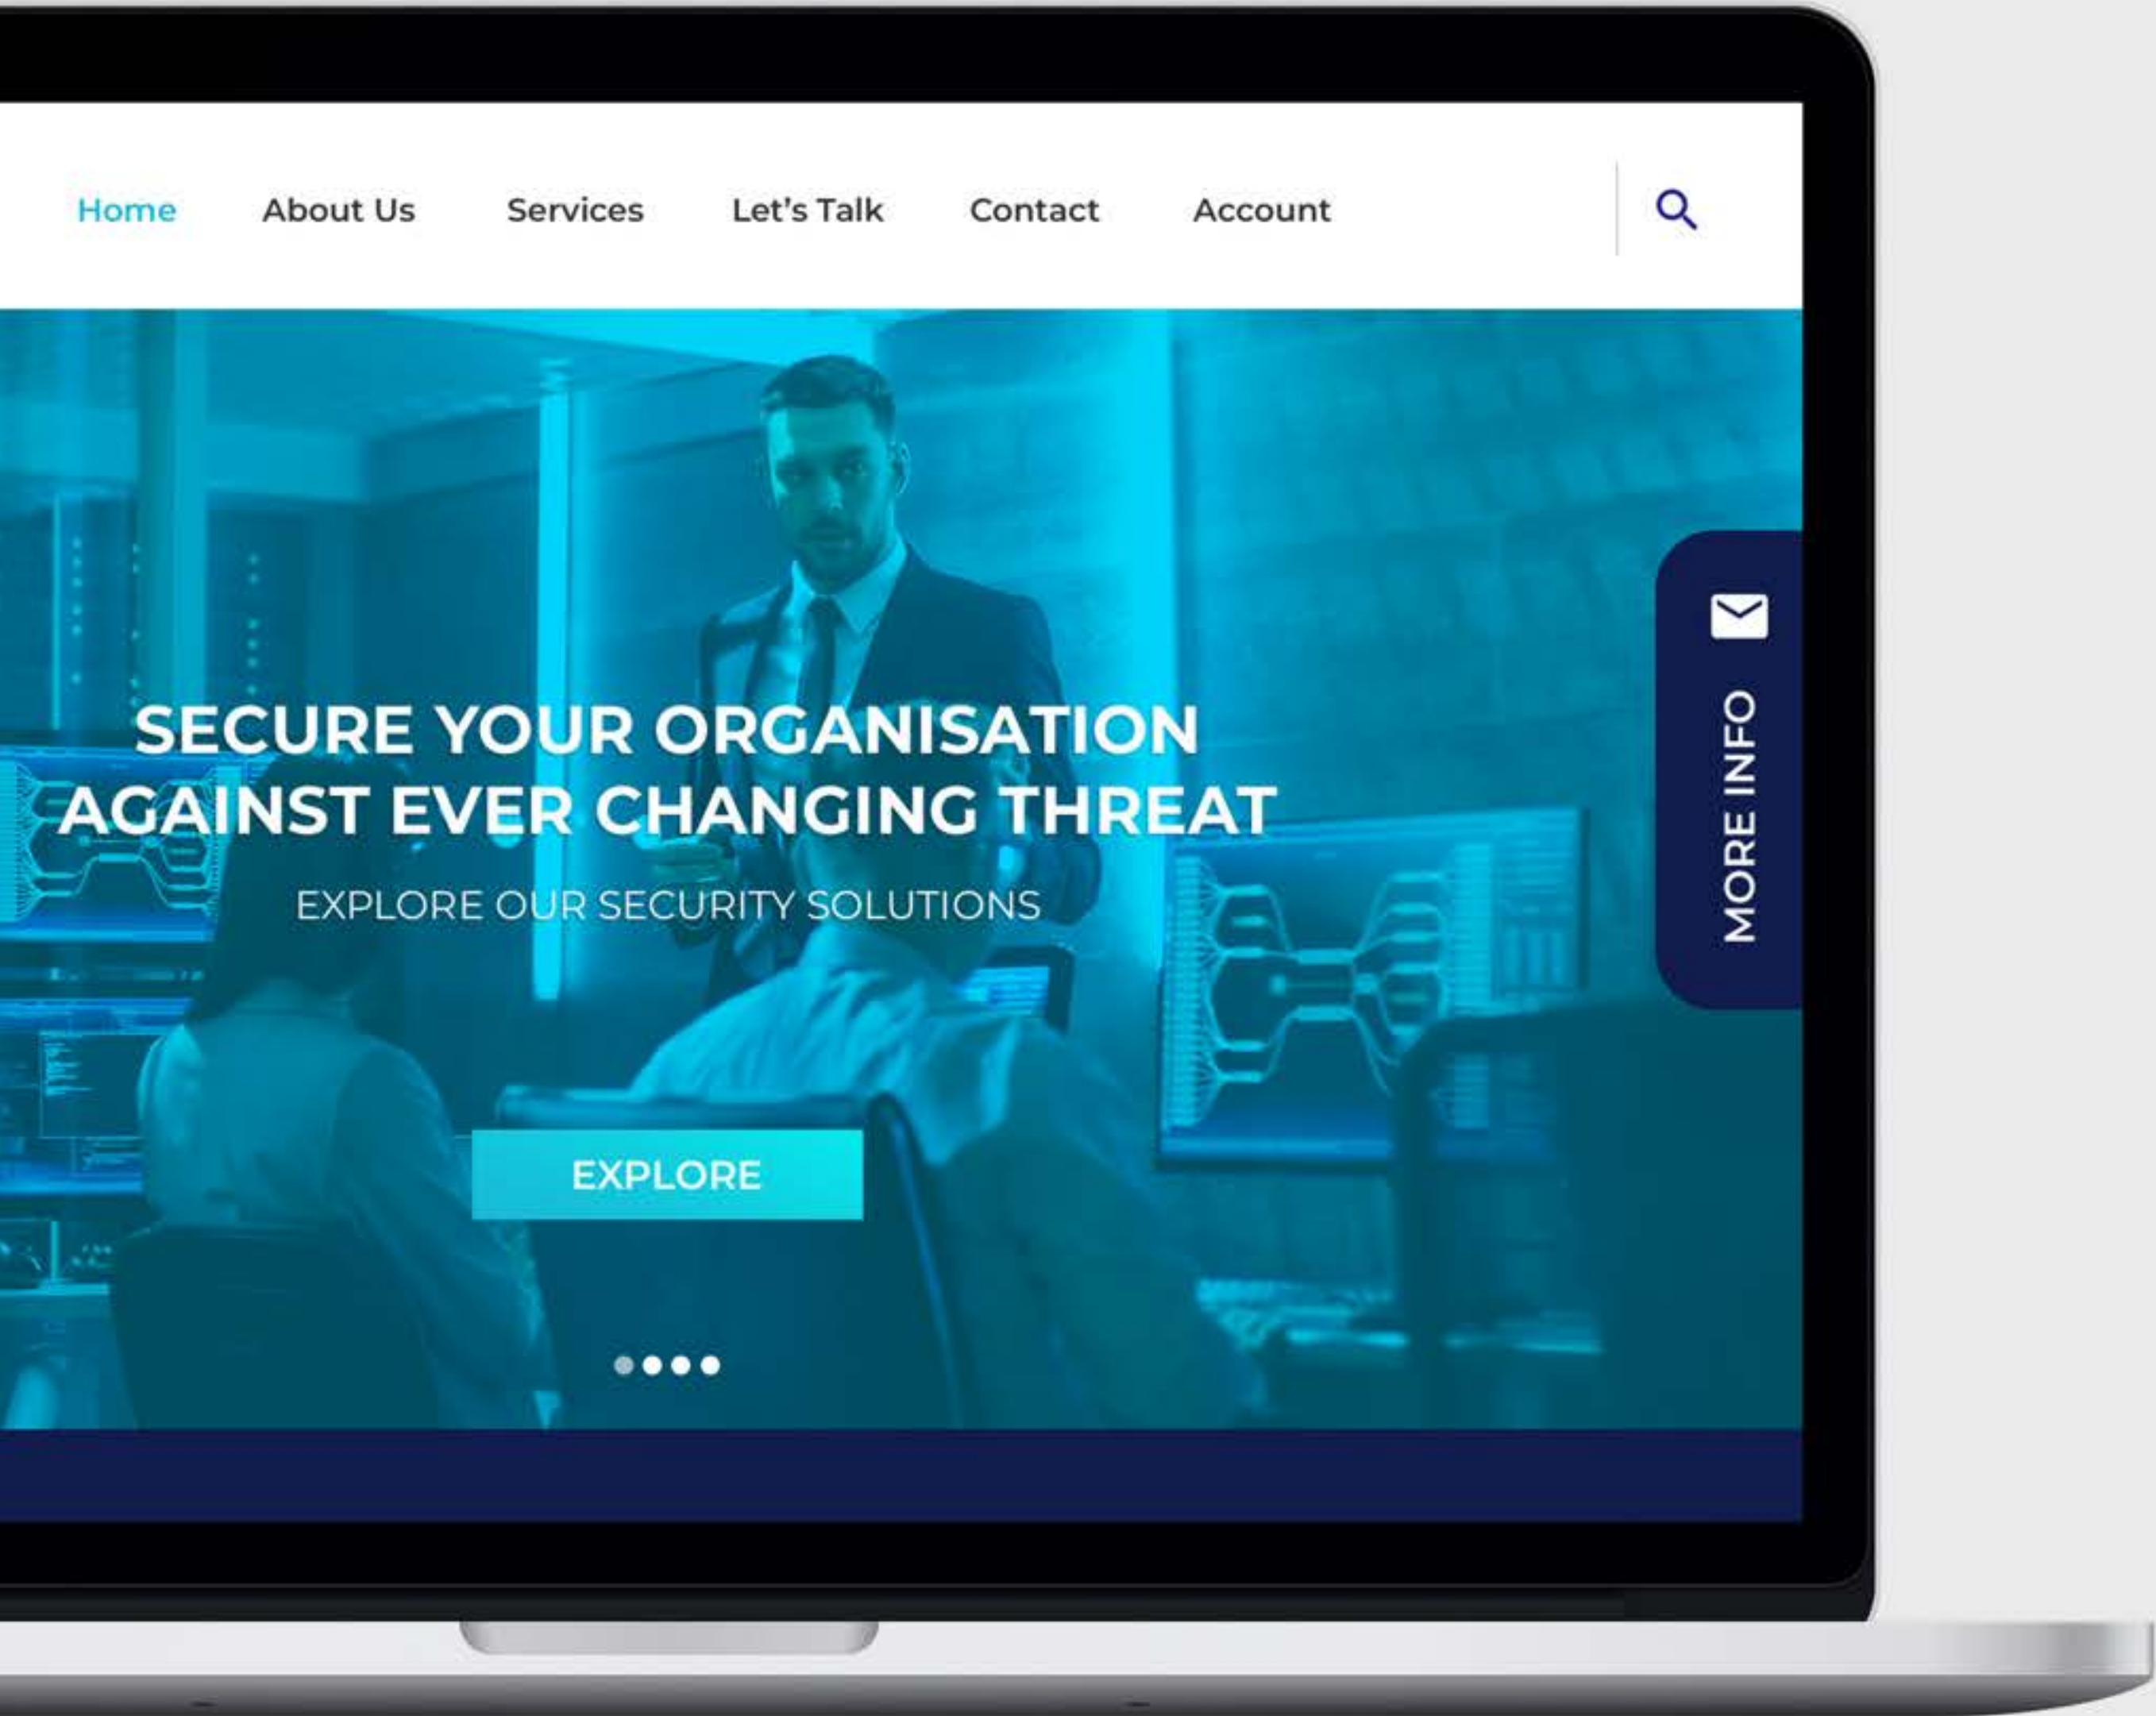 Home About Us Services Let's Talk Contact Account
SECURE YOUR ORGANISATION
AGAINST EVER CHANGING THREAT
EXPLORE OUR SECURITY SOLUTIONS
EXPLORE
MORE INFO